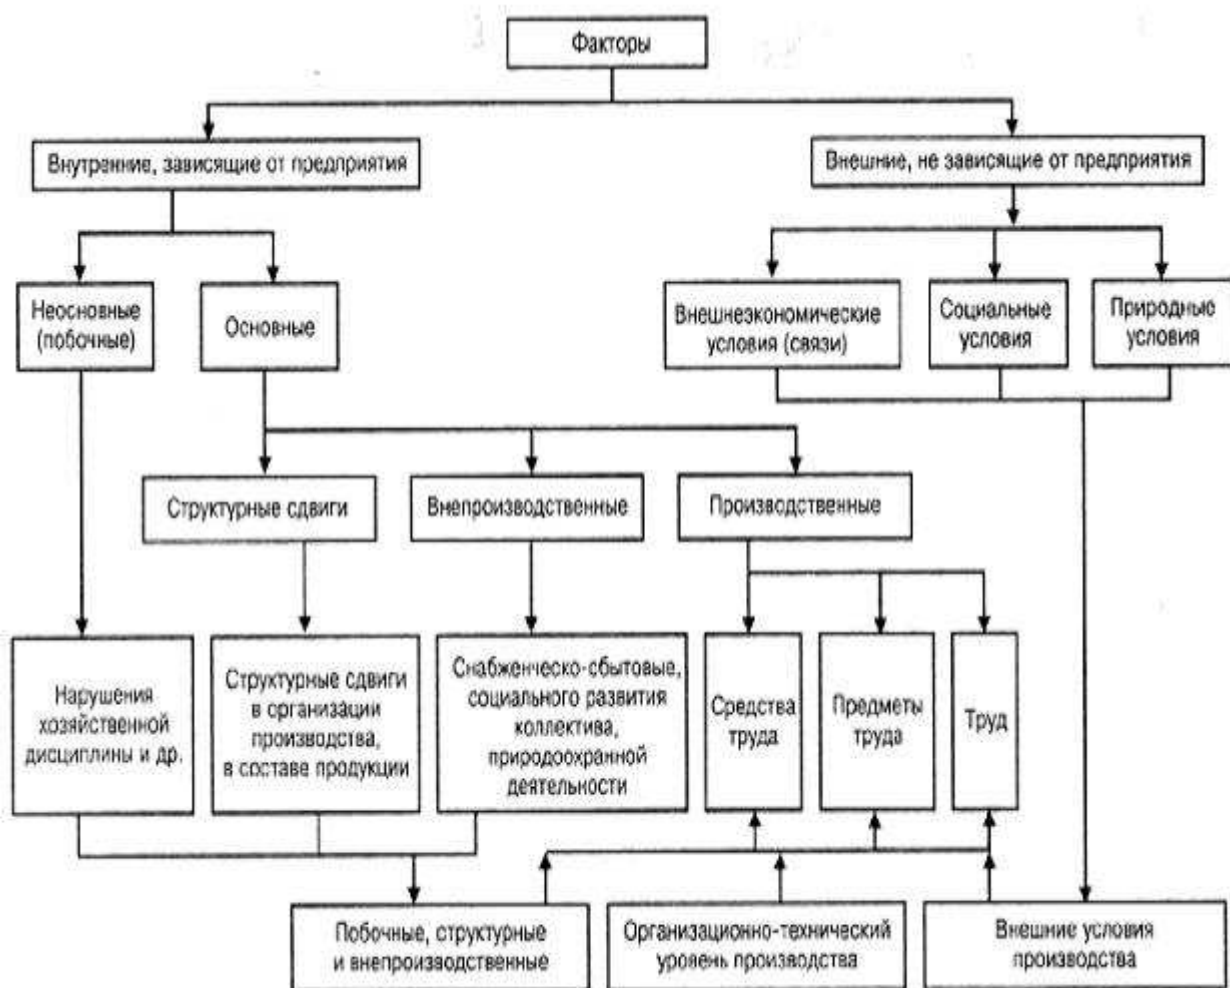 Факторы
Внутренние, зависящие от предприятия
Внешние, не зависящие от предприятия
Неосновные
(побочные)
Основные
Внешнеэкономические
условия (связи)
Социальные
условия
Природные
условия
Структурные сдвиги
Внепроизводственные
Производственные
Нарушения
хозяйственной
дисциплины и др.
Структурные сдвиги
в организации
производства,
в составе продукции
Снабженческо-сбытовые,
социального развития
коллектива,
природоохранной
деятельности
Средства
труда
Предметы
труда
Труд
Побочные, структурные
и внепроизводственные
Организационно-технический
уровень производства
Внешние условия
производства